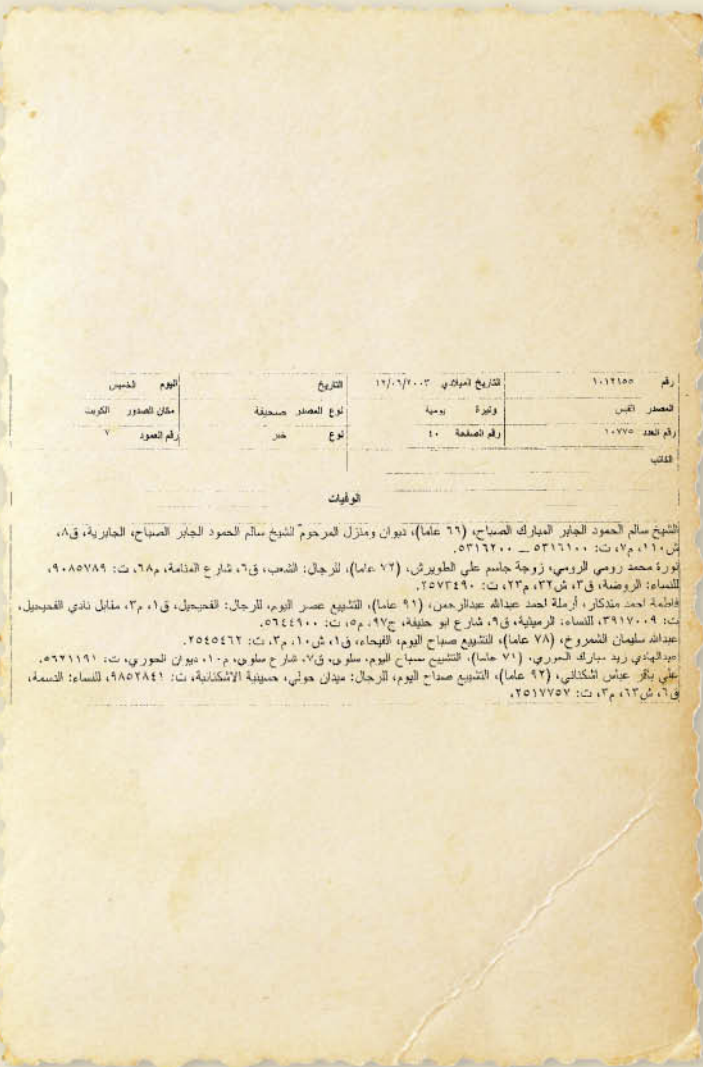 رقم ١٠١٢١٥٥ التاريخ الميلادي ١٢/٠٦/٢٠٠٣ التاريخ اليوم الخميس
المصدر القبس وتيرة يومية نوع المصدر صحيفة مكان الصدور الكويت
رقم العدد ١٠٧٧٥ رقم الصفحة ٤٠ نوع خبر رقم العمود ٧
الكاتب
الوفيات
الشيخ سالم الحمود الجابر المبارك الصباح، (٦٦ عاما)، ديوان ومنزل المرحوم الشيخ سالم الحمود الجابر الصباح، الجابرية، ق٨،
ش١١٠، م٧، ت: ٥٣١٦١٠٠ ــ ٥٣١٦٢٠٠.
نورة محمد رومي الرومي، زوجة جاسم علي الطويرش، (٧٢ عاما)، للرجال: الشعب، ق٦، شارع المنامة، م٦٨، ت: ٩٠٨٥٧٨٩،
للنساء: الروضة، ق٣، ش٣٢، م٢٣، ت: ٢٥٧٣٤٩٠.
فاطمة احمد مندكار، أرملة احمد عبدالله عبدالرحمن، (٩١ عاما)، التشييع عصر اليوم، للرجال: الفحيحيل، ق١، م٣، مقابل نادي الفحيحيل،
ت: ٣٩١٧٠٠٩، النساء: الرميثية، ق٩، شارع ابو حنيفة، ج٩٧، م٥، ت: ٥٦٤٤٩٠٠.
عبدالله سليمان الشمروخ، (٧٨ عاما)، التشييع صباح اليوم، الفيحاء، ق١، ش١٠، م٣، ت: ٢٥٤٥٤٦٢.
عبدالهادي زيد مبارك الحوري، (٧١ عاما)، التشييع صباح اليوم، سلوى، ق٧، شارع سلوى، م١٠، ديوان الحوري، ت: ٥٦٢١١٩١.
علي باقر عباس اشكناني، (٩٢ عاما)، التشييع صباح اليوم، للرجال: ميدان حولي، حسينية الاشكنانية، ت: ٩٨٥٢٨٤١، للنساء: الدسمة،
ق٦، ش٦٣، م٣، ت: ٢٥١٧٧٥٧.